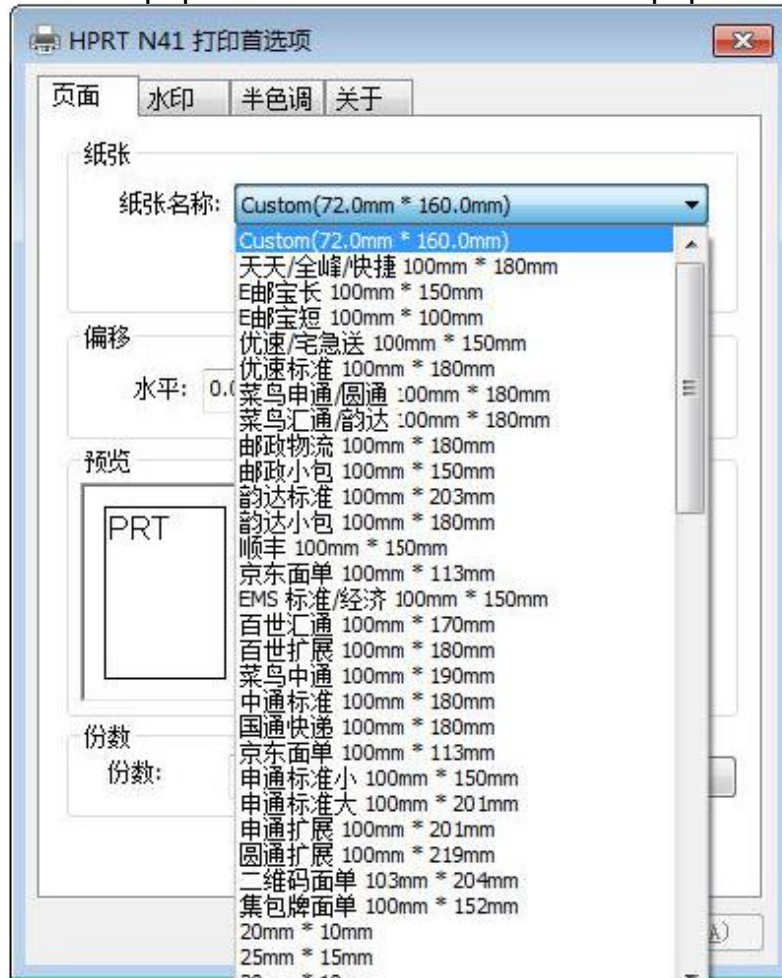 HPRT N41 打印首选项
页面 水印 半色调 关于
纸张
纸张名称: Custom(72.0mm * 160.0mm)
Custom(72.0mm * 160.0mm)
天天/全峰/快捷 100mm * 180mm
E邮宝长 100mm * 150mm
E邮宝短 100mm * 100mm
优速/宅急送 100mm * 150mm
优速标准 100mm * 180mm
菜鸟申通/圆通 100mm * 180mm
菜鸟汇通/韵达 100mm * 180mm
邮政物流 100mm * 180mm
邮政小包 100mm * 150mm
韵达标准 100mm * 203mm
韵达小包 100mm * 180mm
顺丰 100mm * 150mm
京东面单 100mm * 113mm
EMS 标准/经济 100mm * 150mm
百世汇通 100mm * 170mm
百世扩展 100mm * 180mm
菜鸟中通 100mm * 190mm
中通标准 100mm * 180mm
国通快递 100mm * 180mm
京东面单 100mm * 113mm
申通标准小 100mm * 150mm
申通标准大 100mm * 201mm
申通扩展 100mm * 201mm
圆通扩展 100mm * 219mm
二维码面单 103mm * 204mm
集包牌面单 100mm * 152mm
20mm * 10mm
25mm * 15mm
偏移
水平: 0.
预览
PRT
份数
份数:
A)